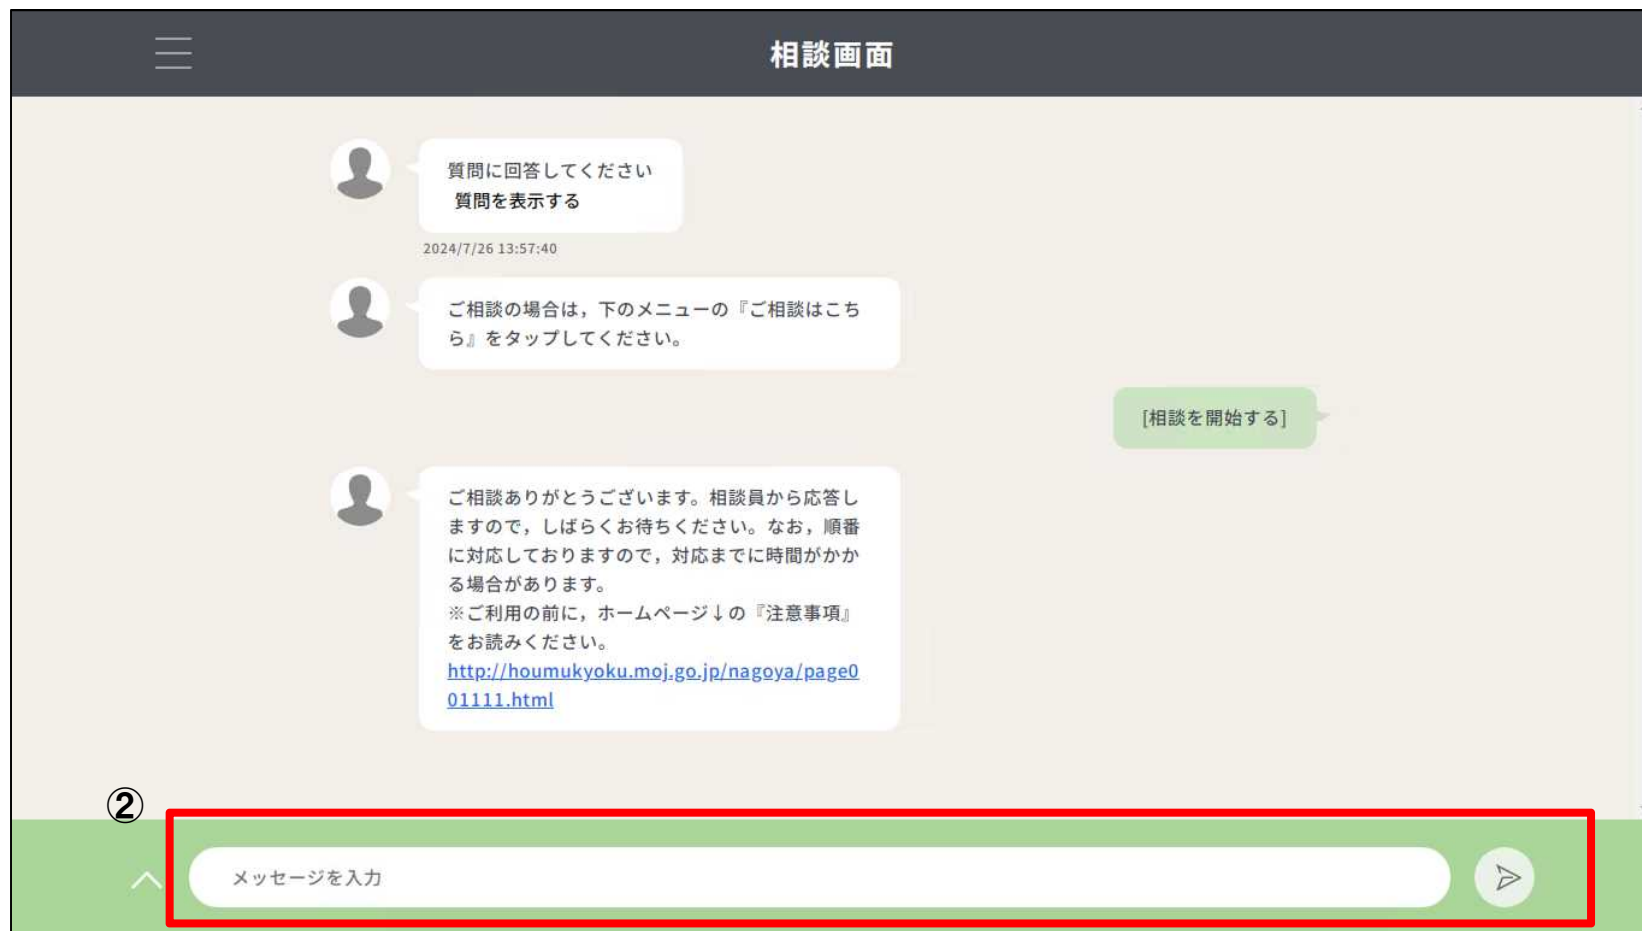 相談画面
質問に回答してください
質問を表示する
2024/7/26 13:57:40
ご相談の場合は，下のメニューの『ご相談はこち
ら』をタップしてください。
[相談を開始する]
ご相談ありがとうございます。相談員から応答し
ますので，しばらくお待ちください。なお，順番
に対応しておりますので，対応までに時間がかか
る場合があります。
※ご利用の前に，ホームページ↓の『注意事項』
をお読みください。
http://houmukyoku.moj.go.jp/nagoya/page0
01111.html
②
メッセージを入力